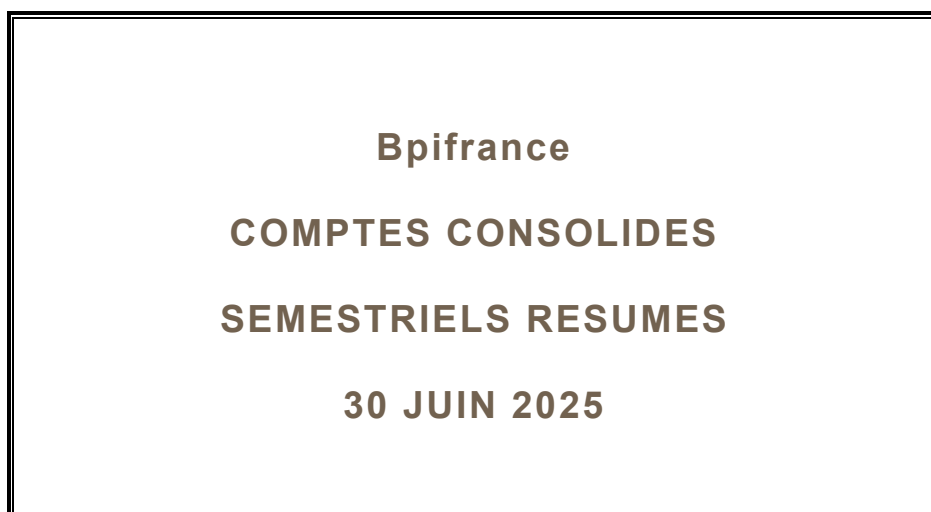 Bpifrance
COMPTES CONSOLIDES
SEMESTRIELS RESUMES
30 JUIN 2025